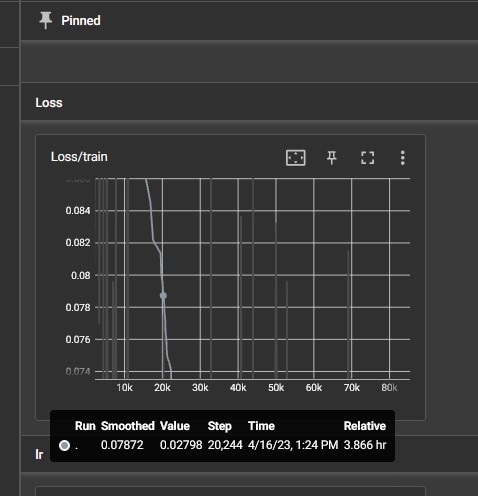 Pinned
Loss
Loss/train
0.084
0.082
0.08
0.078
0.076
0.074
10k 20k 30k 40k 50k 60k 70k 80k
Run Smoothed Value Step Time Relative
. 0.07872 0.02798 20,244 4/16/23, 1:24 PM 3.866 hr
lr